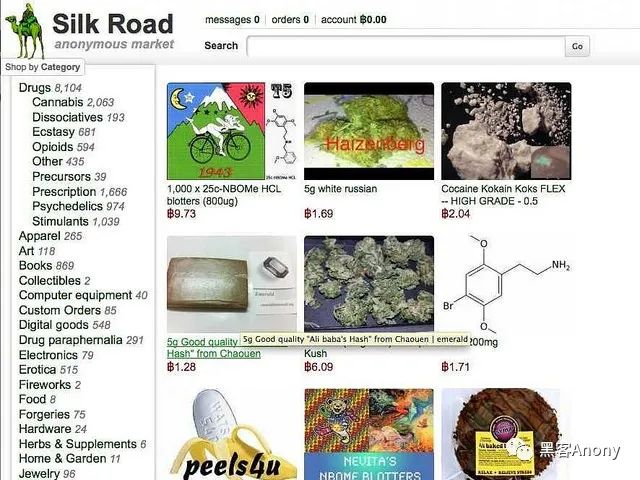 Silk Road
anonymous market
messages 0 orders 0 account ฿0.00
Search
Go
Shop by Category
Drugs 8,104
Cannabis 2,063
Dissociatives 193
Ecstasy 681
Opioids 594
Other 435
Precursors 39
Prescription 1,666
Psychedelics 974
Stimulants 1,039
Apparel 265
Art 118
Books 869
Collectibles 2
Computer equipment 40
Custom Orders 85
Digital goods 548
Drug paraphernalia 291
Electronics 79
Erotica 515
Fireworks 2
Food 8
Forgeries 75
Hardware 24
Herbs & Supplements 6
Home & Garden 11
Jewelry 96
T5
1943
1,000 x 25c-NBOMe HCL
blotters (800ug)
฿9.73
Haizenberg
5g white russian
฿1.69
Cocaine Kokain Koks FLEX
-- HIGH GRADE - 0.5
฿2.04
Emerald
5g Good quality
Hash" from Chaouen
฿1.28
5g Good quality "Ali baba's Hash" from Chaouen | emerald
Kush
฿6.09
Br
O
O
NH2
200mg
฿1.71
peels4u
NEVITA'S
NBOME BLOTTERS
RELAX + RELIEVE STRESS
黑客Anony